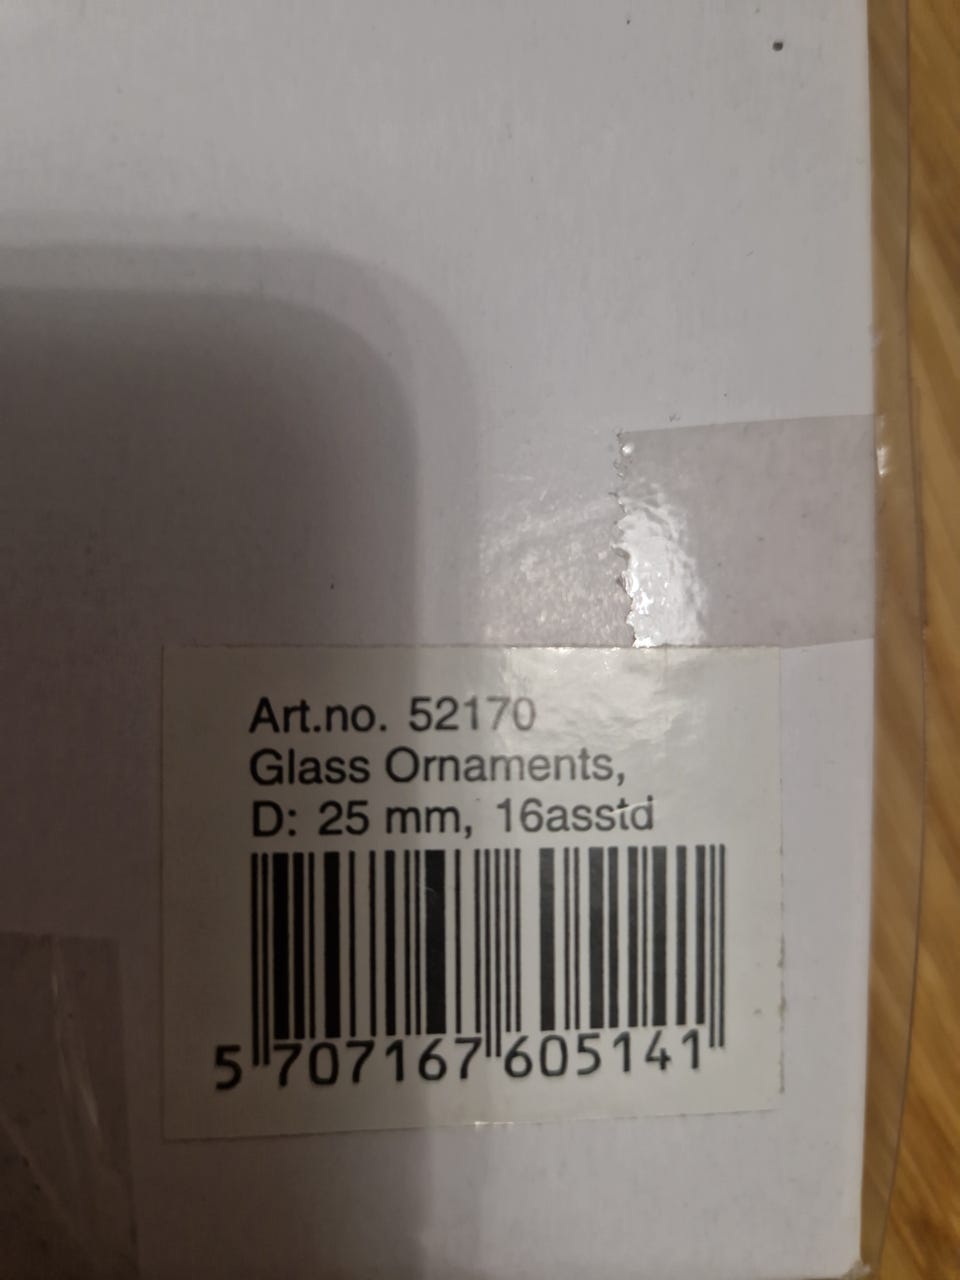 Art.no. 52170
Glass Ornaments,
D: 25 mm, 16asstd
5 707167 605141